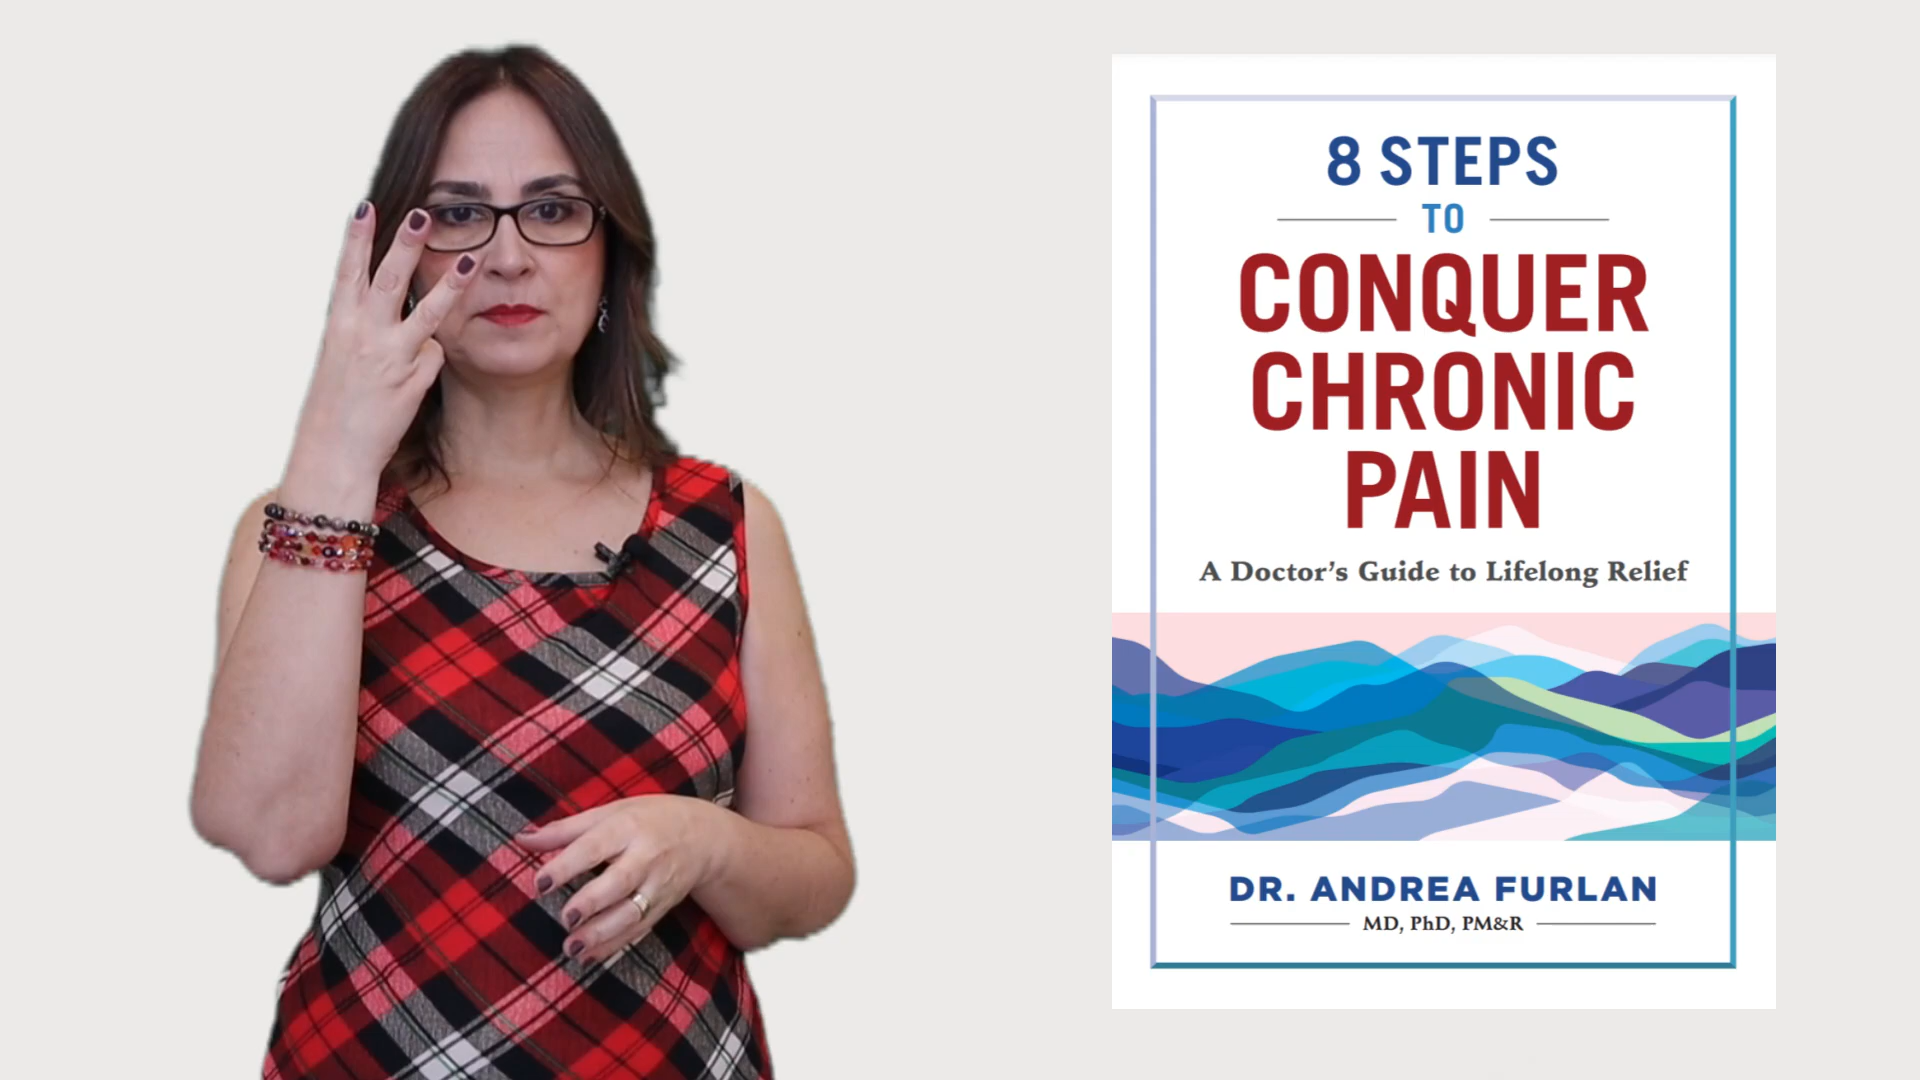 8 STEPS
TO
CONQUER
CHRONIC
PAIN
A Doctor's Guide to Lifelong Relief
DR. ANDREA FURLAN
MD, PhD, PM&R